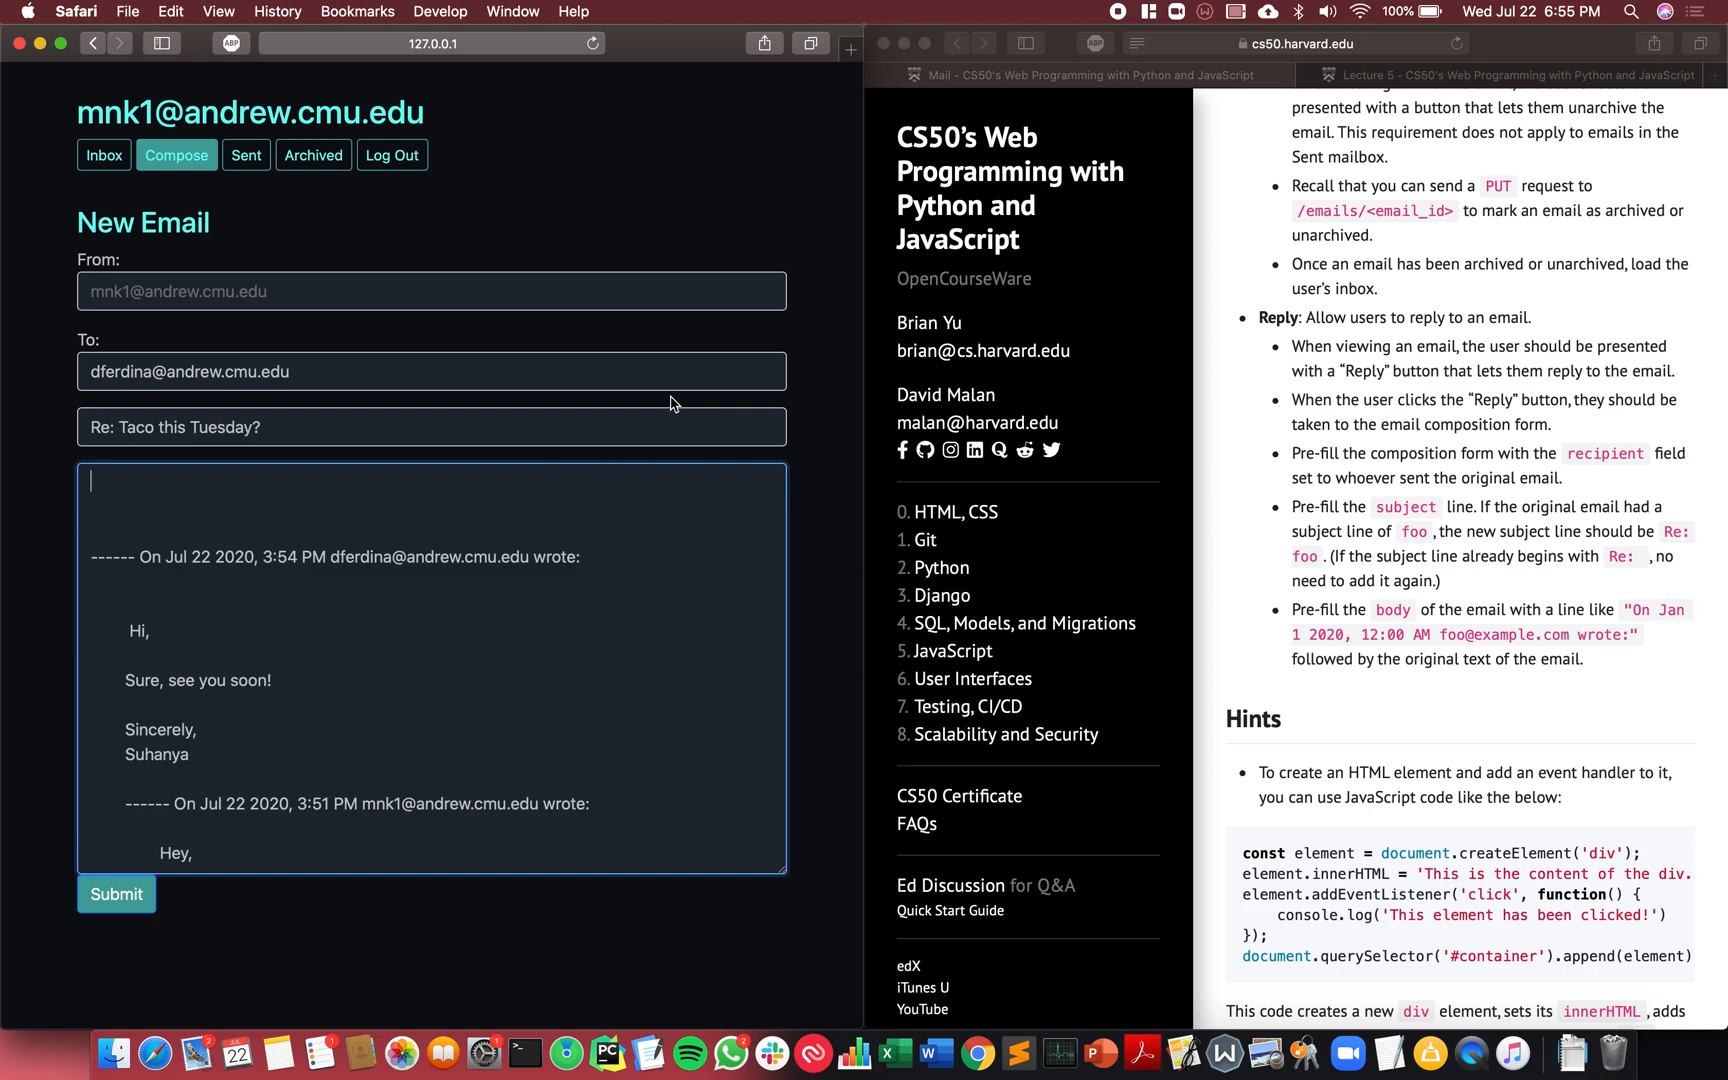 Safari File Edit View History Bookmarks Develop Window Help
100% Wed Jul 22 6:55 PM
ABP
127.0.0.1
mnk1@andrew.cmu.edu
Inbox Compose Sent Archived Log Out
New Email
From:
mnk1@andrew.cmu.edu
To:
dferdina@andrew.cmu.edu
Re: Taco this Tuesday?
------ On Jul 22 2020, 3:54 PM dferdina@andrew.cmu.edu wrote:
Hi,
Sure, see you soon!
Sincerely,
Suhanya
------ On Jul 22 2020, 3:51 PM mnk1@andrew.cmu.edu wrote:
Hey,
Submit
ABP
cs50.harvard.edu
Mail - CS50's Web Programming with Python and JavaScript
Lecture 5 - CS50's Web Programming with Python and JavaScript
CS50's Web
Programming with
Python and
JavaScript
OpenCourseWare
Brian Yu
brian@cs.harvard.edu
David Malan
malan@harvard.edu
0. HTML, CSS
1. Git
2. Python
3. Django
4. SQL, Models, and Migrations
5. JavaScript
6. User Interfaces
7. Testing, CI/CD
8. Scalability and Security
CS50 Certificate
FAQs
Ed Discussion for Q&A
Quick Start Guide
edX
iTunes U
YouTube
presented with a button that lets them unarchive the
email. This requirement does not apply to emails in the
Sent mailbox.
Recall that you can send a PUT request to
/emails/<email_id> to mark an email as archived or
unarchived.
Once an email has been archived or unarchived, load the
user's inbox.
Reply: Allow users to reply to an email.
When viewing an email, the user should be presented
with a “Reply” button that lets them reply to the email.
When the user clicks the “Reply” button, they should be
taken to the email composition form.
Pre-fill the composition form with the recipient field
set to whoever sent the original email.
Pre-fill the subject line. If the original email had a
subject line of foo , the new subject line should be Re:
foo . (If the subject line already begins with Re: , no
need to add it again.)
Pre-fill the body of the email with a line like "On Jan
1 2020, 12:00 AM foo@example.com wrote:"
followed by the original text of the email.
Hints
To create an HTML element and add an event handler to it,
you can use JavaScript code like the below:
const element = document.createElement('div');
element.innerHTML = 'This is the content of the div.
element.addEventListener('click', function() {
console.log('This element has been clicked!')
});
document.querySelector('#container').append(element)
This code creates a new div element, sets its innerHTML , adds
2
JUL
22
1
1
PC
2